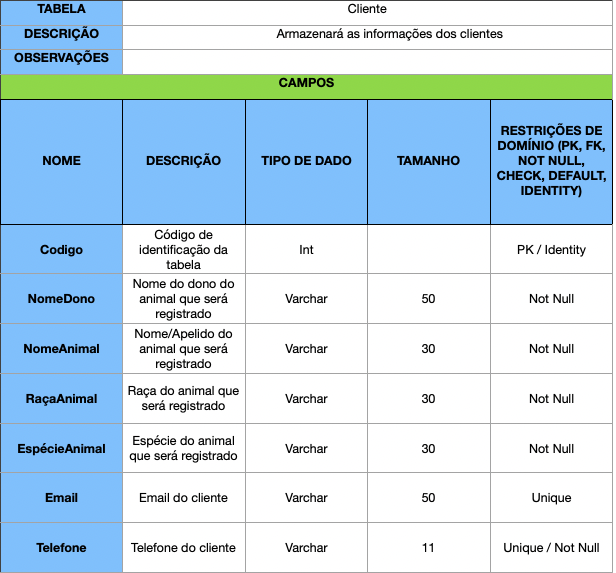 TABELA Cliente
DESCRIÇÃO Armazenará as informações dos clientes
OBSERVAÇÕES
CAMPOS
NOME DESCRIÇÃO TIPO DE DADO TAMANHO RESTRIÇÕES DE
DOMÍNIO (PK, FK,
NOT NULL,
CHECK, DEFAULT,
IDENTITY)
Codigo Código de
identificação da
tabela Int PK / Identity
NomeDono Nome do dono do
animal que será
registrado Varchar 50 Not Null
NomeAnimal Nome/Apelido do
animal que será
registrado Varchar 30 Not Null
RaçaAnimal Raça do animal que
será registrado Varchar 30 Not Null
EspécieAnimal Espécie do animal
que será registrado Varchar 30 Not Null
Email Email do cliente Varchar 50 Unique
Telefone Telefone do cliente Varchar 11 Unique / Not Null